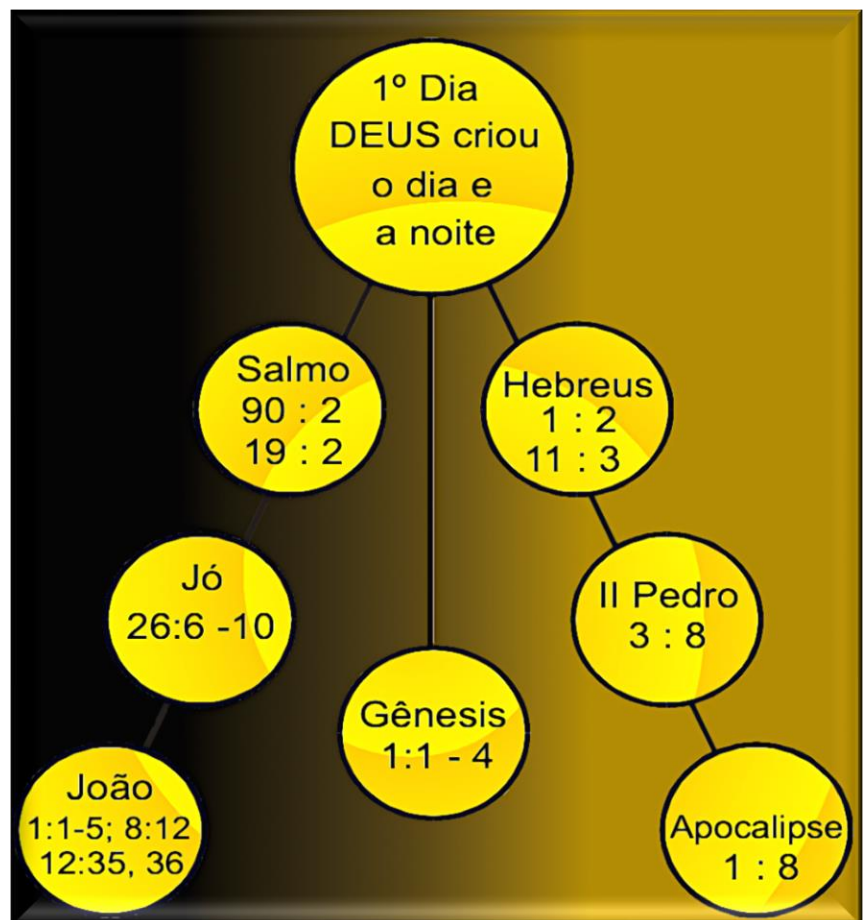 1º Dia
DEUS criou
o dia e
a noite
Salmo
90 : 2
19 : 2
Hebreus
1 : 2
11 : 3
Jó
26:6 -10
II Pedro
3 : 8
Gênesis
1:1 - 4
João
1:1-5; 8:12
12:35, 36
Apocalipse
1 : 8